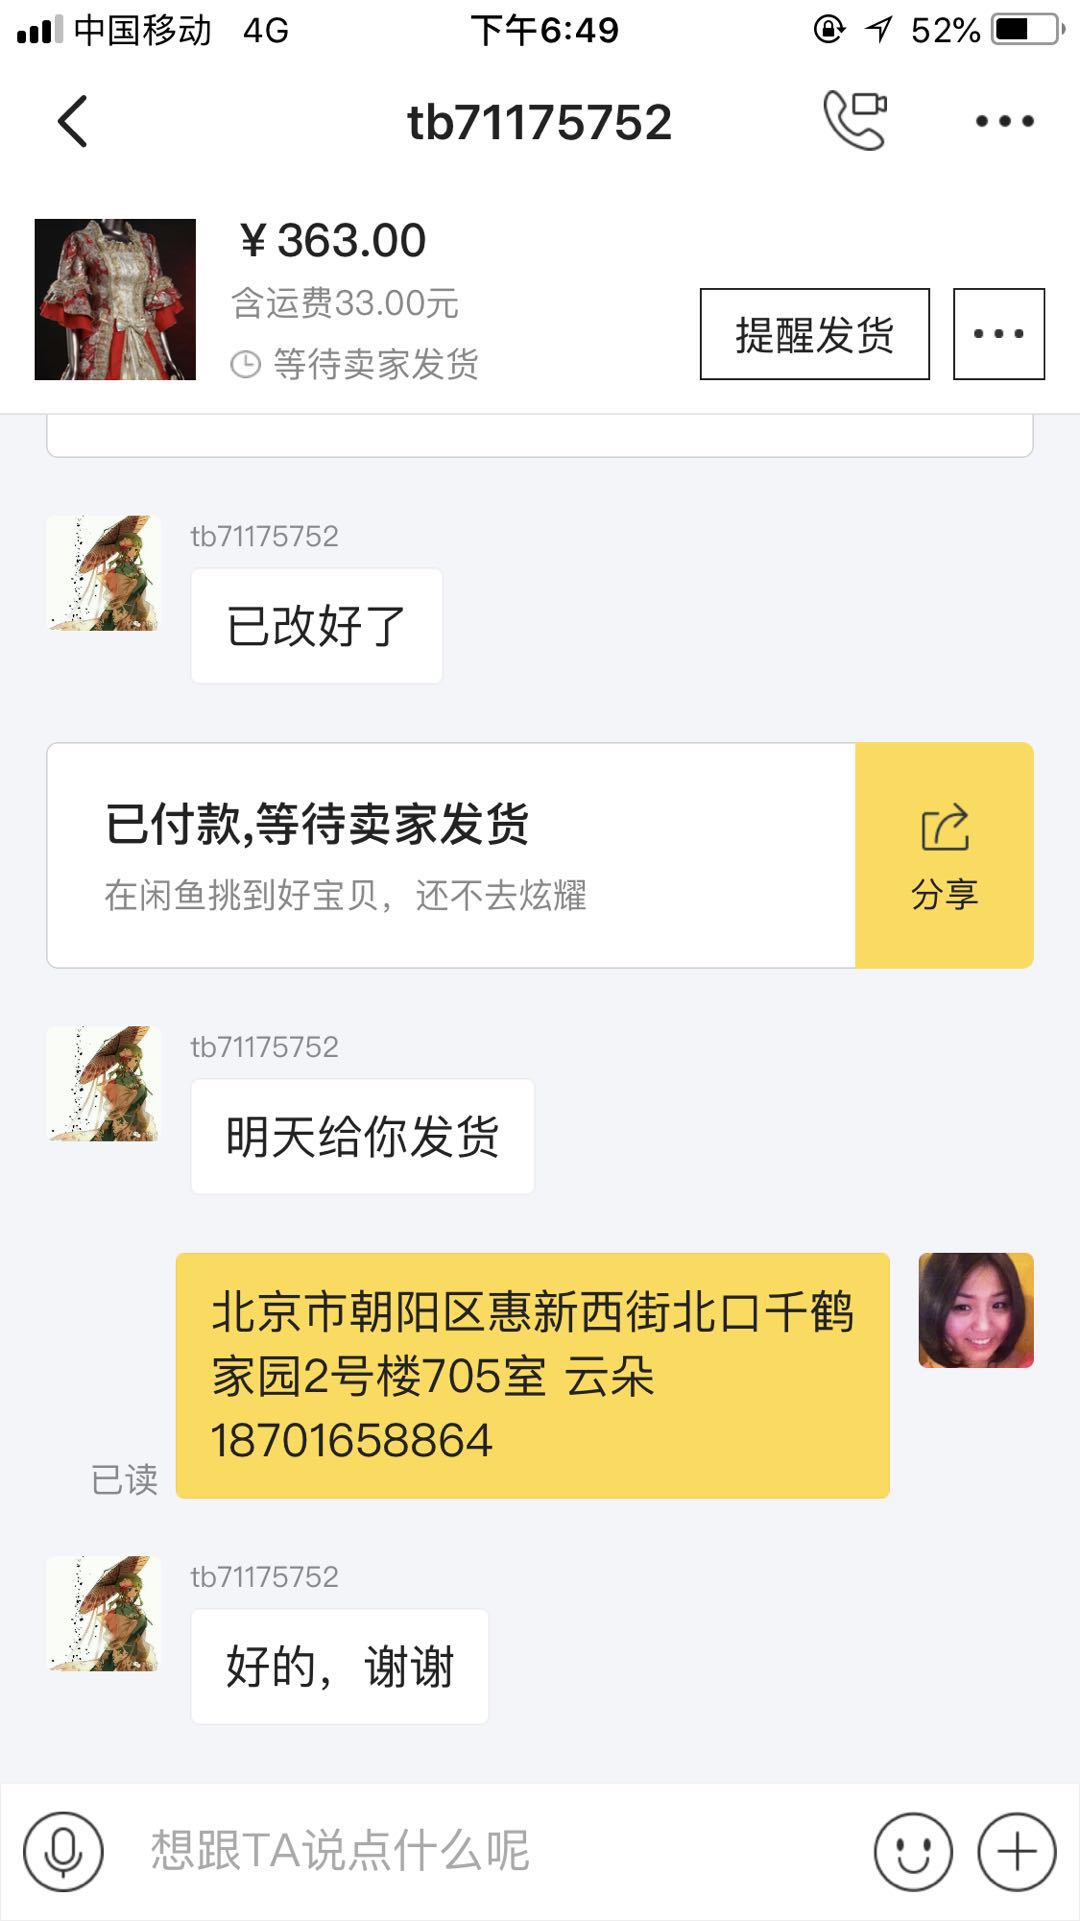 中国移动 4G 下午6:49 52%
tb71175752
￥363.00
含运费33.00元
等待卖家发货
提醒发货
tb71175752
已改好了
已付款,等待卖家发货
在闲鱼挑到好宝贝，还不去炫耀
分享
tb71175752
明天给你发货
北京市朝阳区惠新西街北口千鹤
家园2号楼705室 云朵
18701658864
已读
tb71175752
好的，谢谢
想跟TA说点什么呢